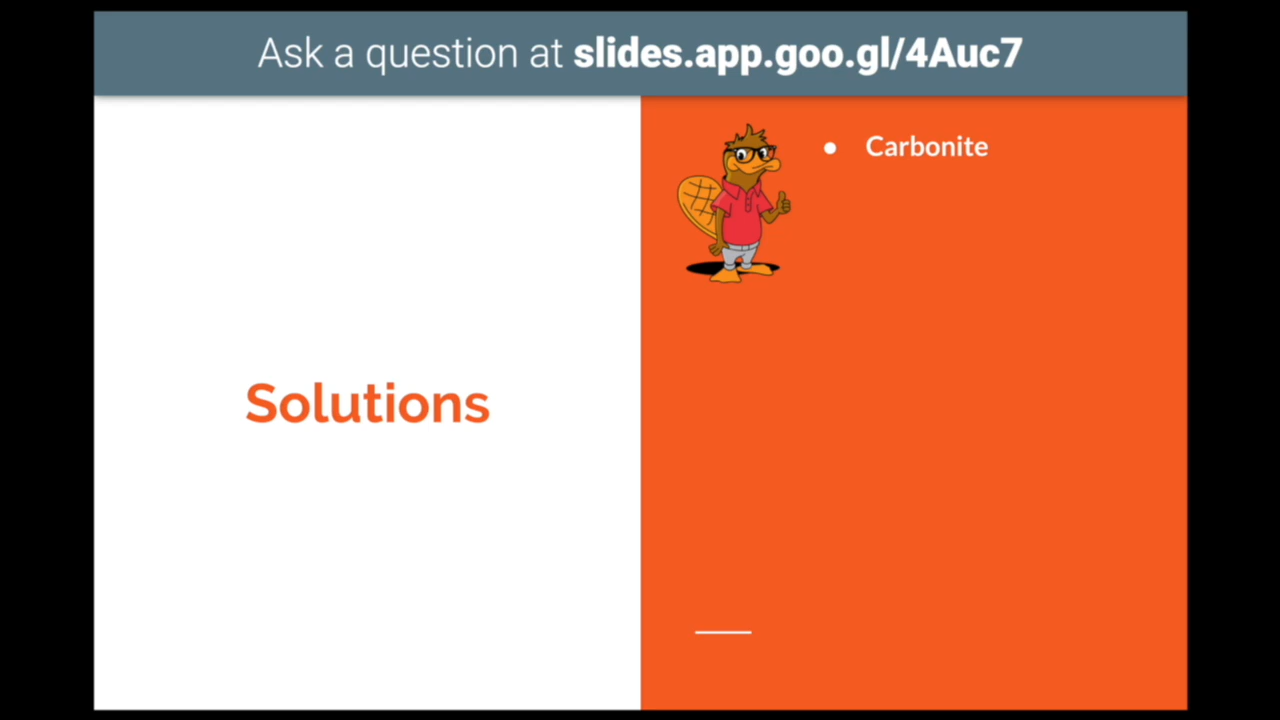 Ask a question at slides.app.goo.gl/4Auc7
Solutions
● Carbonite